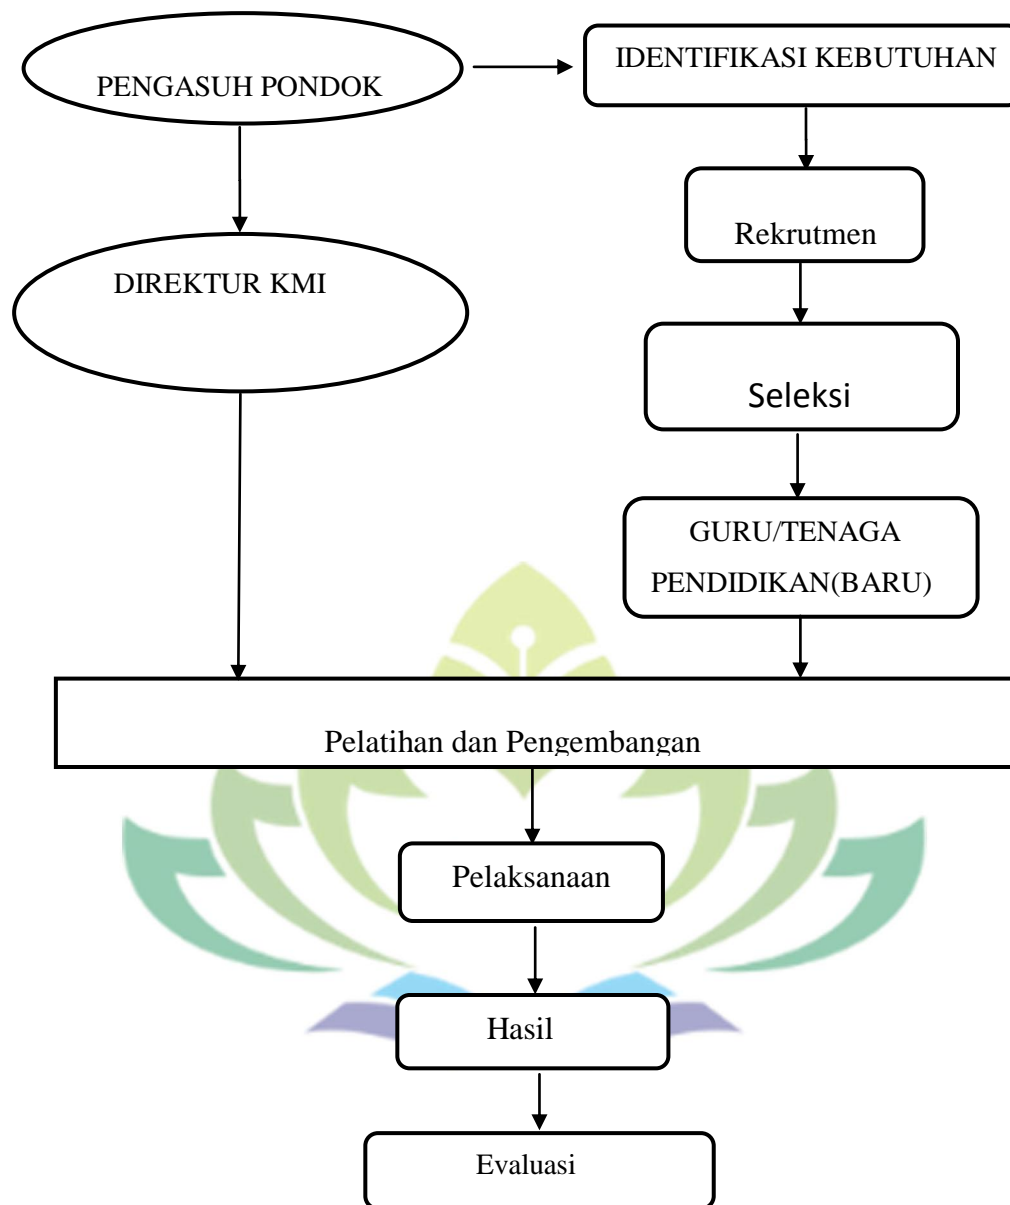 PENGASUH PONDOK
IDENTIFIKASI KEBUTUHAN
Rekrutmen
DIREKTUR KMI
Seleksi
GURU/TENAGA
PENDIDIKAN(BARU)
Pelatihan dan Pengembangan
Pelaksanaan
Hasil
Evaluasi